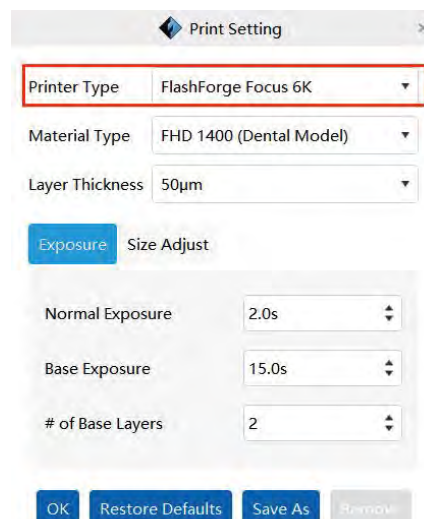 Print Setting
Printer Type FlashForge Focus 6K
Material Type FHD 1400 (Dental Model)
Layer Thickness 50μm
Exposure Size Adjust
Normal Exposure 2.0s
Base Exposure 15.0s
# of Base Layers 2
OK Restore Defaults Save As